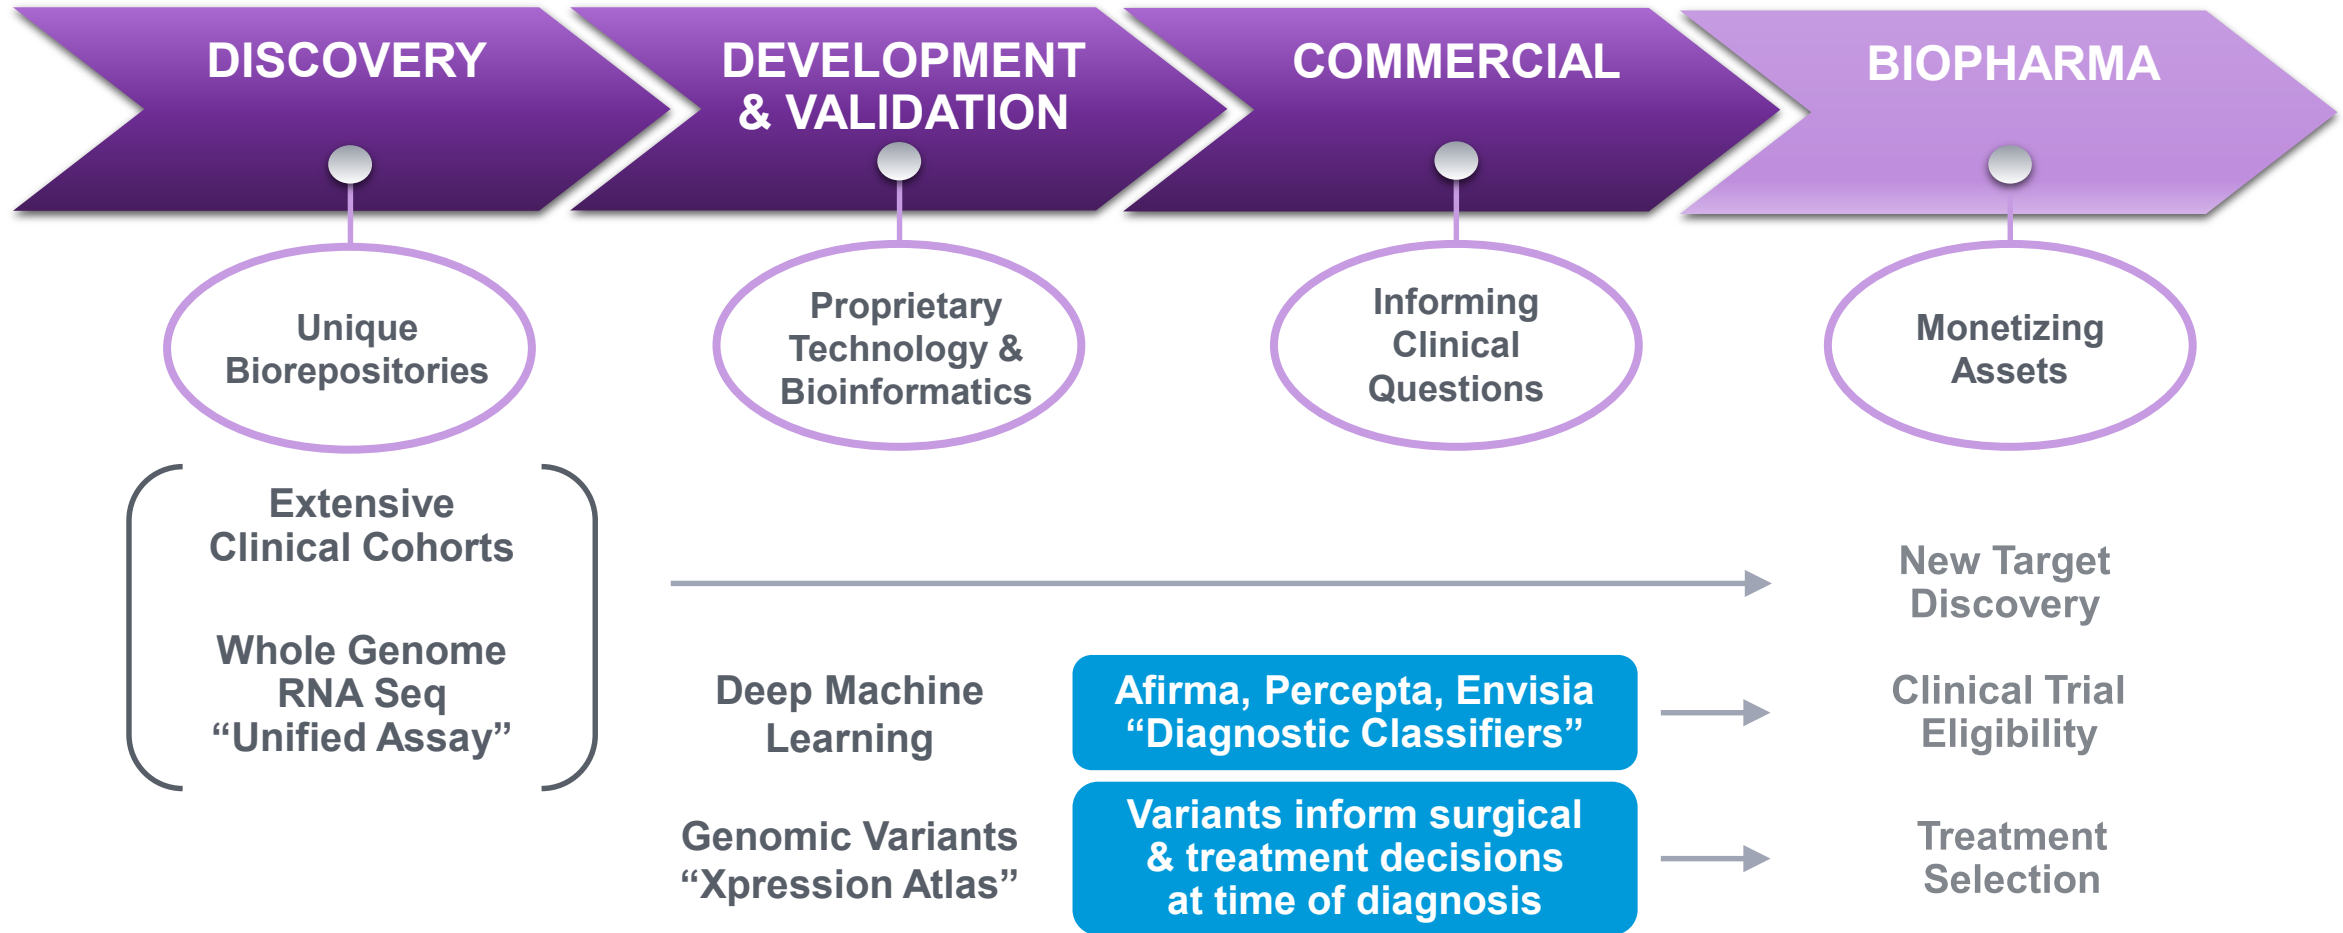 DISCOVERY
DEVELOPMENT
& VALIDATION
COMMERCIAL
BIOPHARMA
Unique
Biorepositories
Proprietary
Technology &
Bioinformatics
Informing
Clinical
Questions
Monetizing
Assets
Extensive
Clinical Cohorts
Whole Genome
RNA Seq
“Unified Assay”
New Target
Discovery
Deep Machine
Learning
Afirma, Percepta, Envisia
“Diagnostic Classifiers”
Clinical Trial
Eligibility
Genomic Variants
“Xpression Atlas”
Variants inform surgical
& treatment decisions
at time of diagnosis
Treatment
Selection